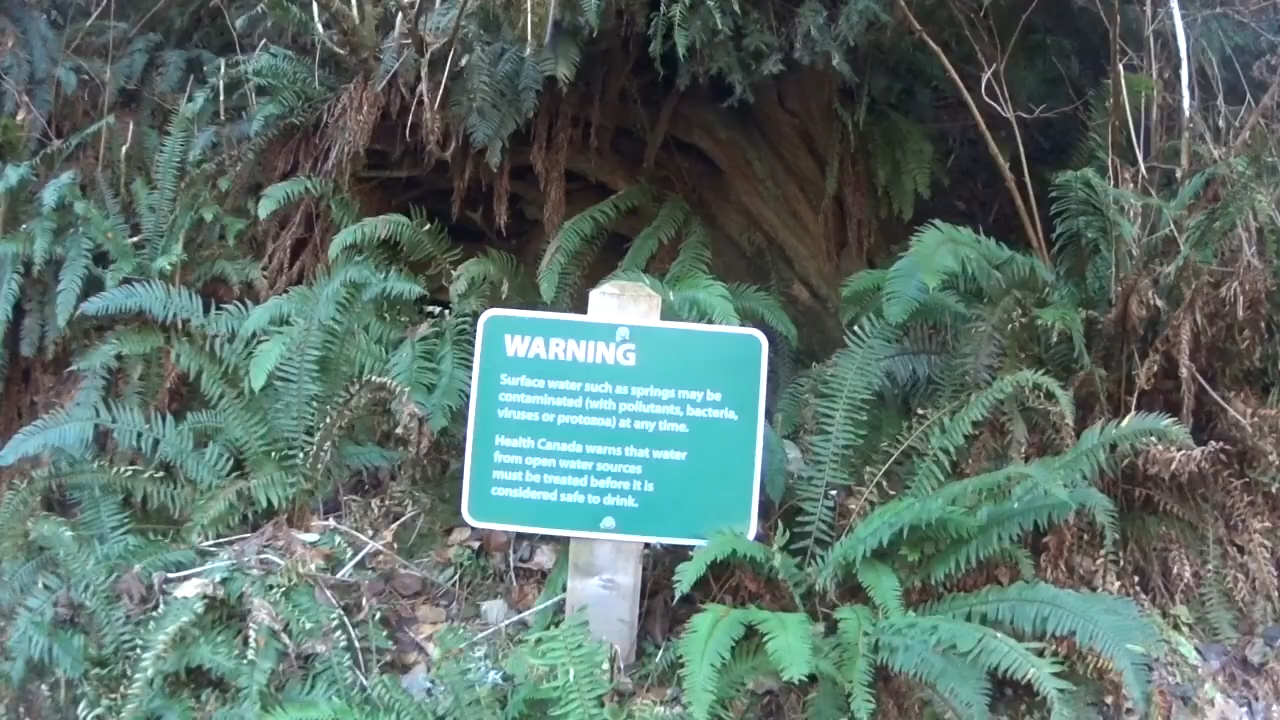 WARNING
Surface water such as springs may be
contaminated (with pollutants, bacteria,
viruses or protozoa) at any time.
Health Canada warns that water
from open water sources
must be treated before it is
considered safe to drink.